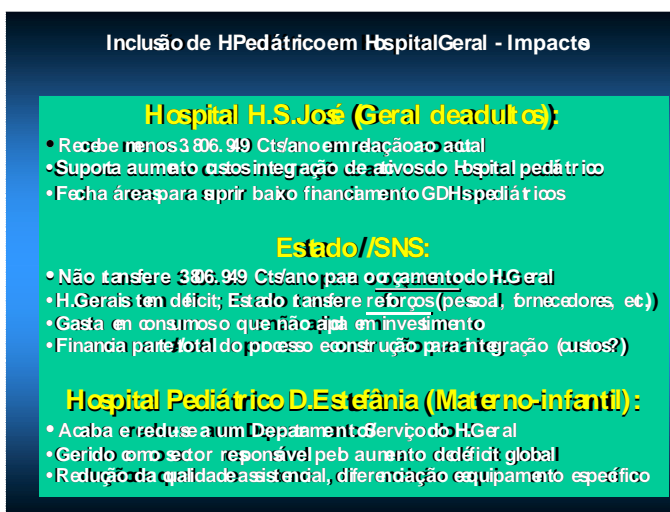 Inclusão de H.Pediátrico em Hospital Geral - Impactos
Hospital H.S.José (Geral de adultos):
• Recebe menos 3.806.949 Cts/ano em relação ao actual
• Suporta aumento custos integração de activos do Hospital pediátrico
• Fecha áreas para suprir baixo financiamento GDHs pediátricos
Estado //SNS:
• Não transfere 3.806.949 Cts/ano para o orçamento do H.Geral
• H.Gerais tem déficit; Estado transfere reforços (pessoal, fornecedores, etc.)
• Gasta em consumos o que não aplica em investimento
• Financia parte/total do processo e construção para integração (custos?)
Hospital Pediátrico D.Estefânia (Materno-infantil):
• Acaba e reduz-se a um Departamento/Serviço do H.Geral
• Gerido como sector responsável pelo aumento do déficit global
• Redução da qualidade assistencial, diferenciação e equipamento específico